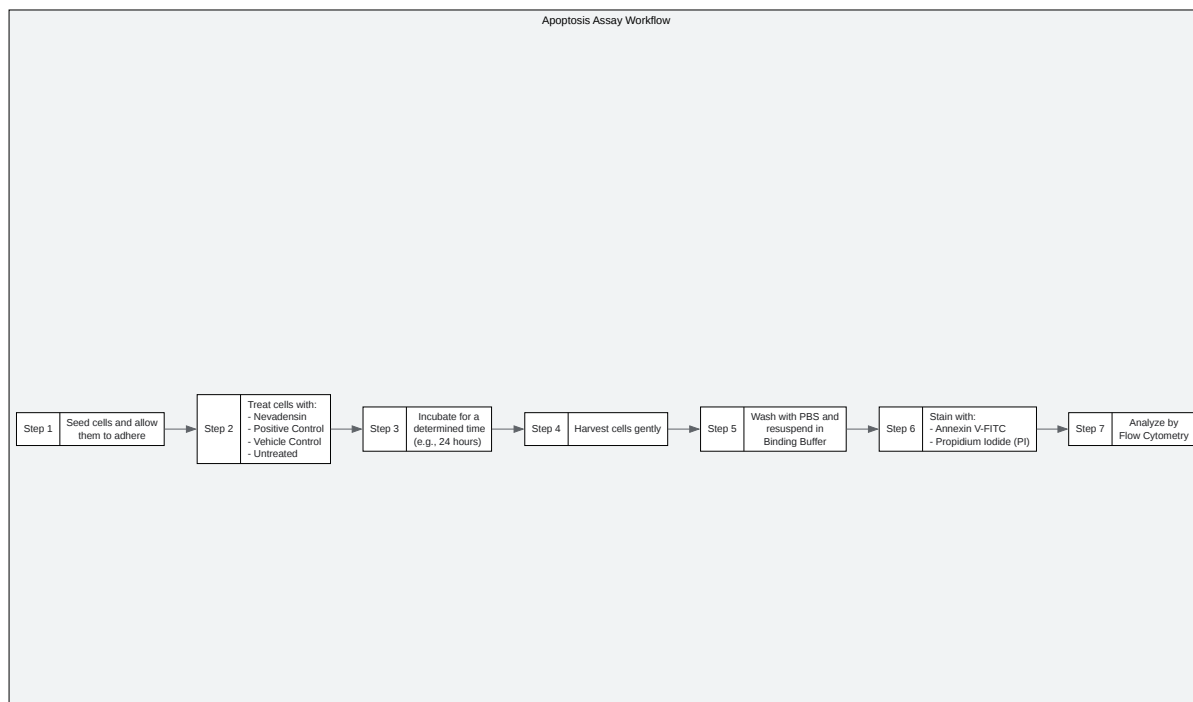 Apoptosis Assay Workflow
Step 1
Seed cells and allow
them to adhere
Step 2
Treat cells with:
- Nevadensin
- Positive Control
- Vehicle Control
- Untreated
Step 3
Incubate for a
determined time
(e.g., 24 hours)
Step 4
Harvest cells gently
Step 5
Wash with PBS and
resuspend in
Binding Buffer
Step 6
Stain with:
- Annexin V-FITC
- Propidium Iodide (PI)
Step 7
Analyze by
Flow Cytometry